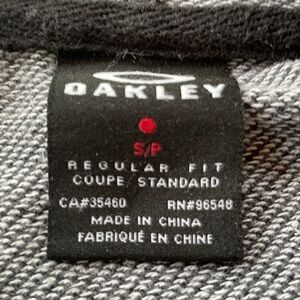 OAKLEY
S/P
REGULAR FIT
COUPE STANDARD
CA#35460 RN#96548
MADE IN CHINA
FABRIQUÉ EN CHINE